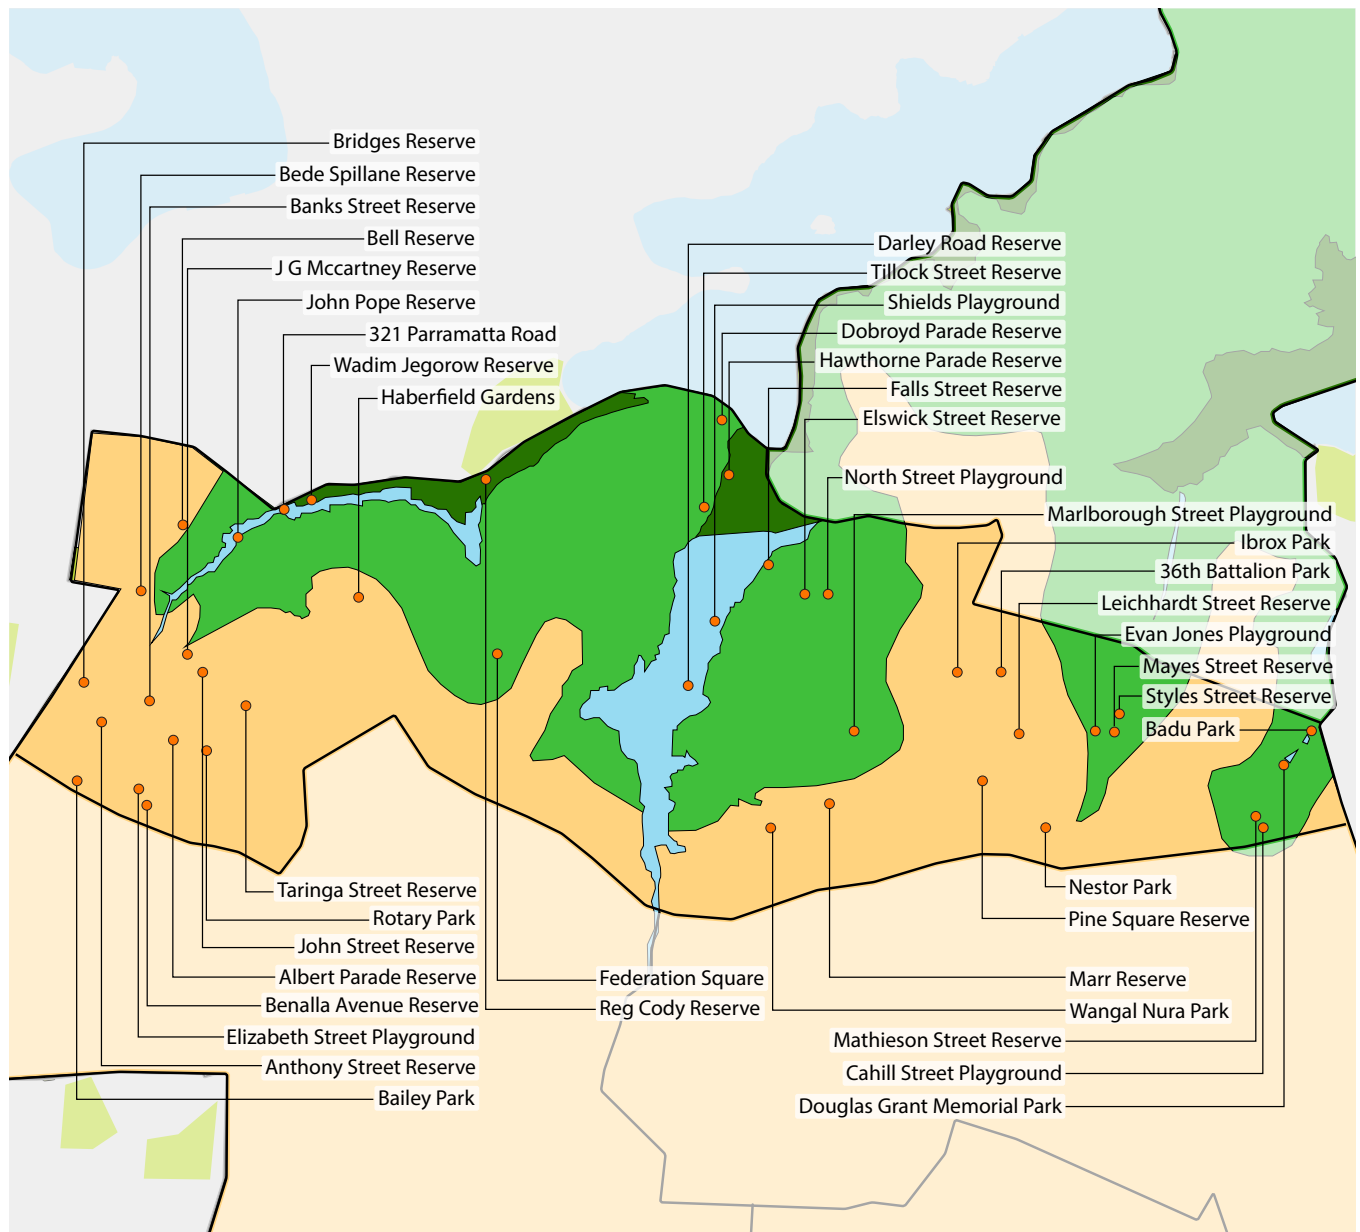 Bridges Reserve
Bede Spillane Reserve
Banks Street Reserve
Bell Reserve
J G Mccartney Reserve
John Pope Reserve
321 Parramatta Road
Wadim Jegorow Reserve
Haberfield Gardens
Darley Road Reserve
Tillock Street Reserve
Shields Playground
Dobroyd Parade Reserve
Hawthorne Parade Reserve
Falls Street Reserve
Elswick Street Reserve
North Street Playground
Marlborough Street Playground
Ibrox Park
36th Battalion Park
Leichhardt Street Reserve
Evan Jones Playground
Mayes Street Reserve
Styles Street Reserve
Badu Park
Taringa Street Reserve
Rotary Park
John Street Reserve
Albert Parade Reserve
Benalla Avenue Reserve
Elizabeth Street Playground
Anthony Street Reserve
Bailey Park
Federation Square
Reg Cody Reserve
Nestor Park
Pine Square Reserve
Marr Reserve
Wangal Nura Park
Mathieson Street Reserve
Cahill Street Playground
Douglas Grant Memorial Park